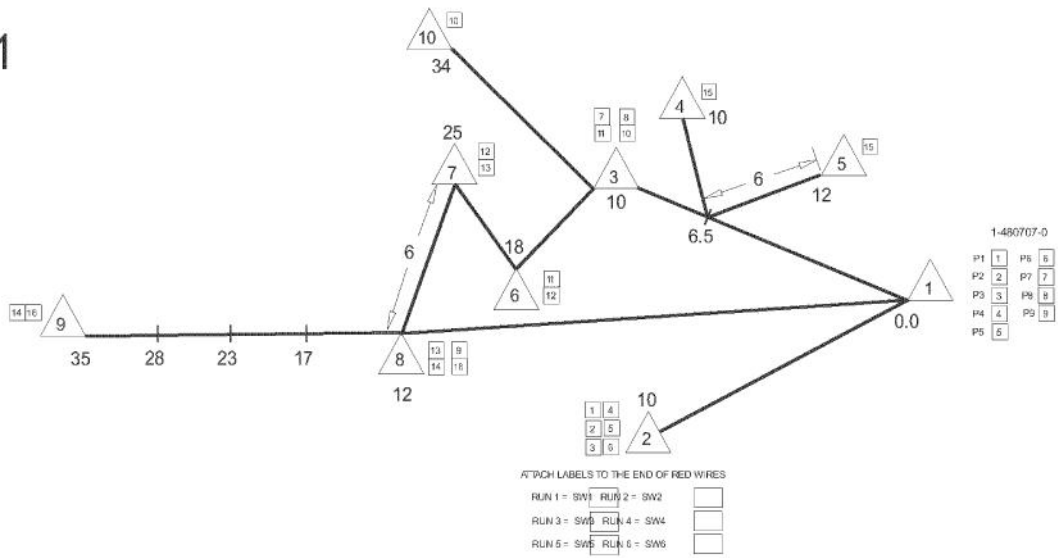 1
10 10
34
4 15
10
7 8
11 10
25
12
7 13
3
10
5 15
6
12
6.5
1-480707-0
P1 1 P6 6
P2 2 P7 7
P3 3 P8 8
P4 4 P9 9
P5 5
6
18
6 11
12
1
0.0
14 16 9
35 28 23 17
8 13 9
14 16
12
10
1 4
2 5 2
3 6
ATTACH LABELS TO THE END OF RED WIRES
RUN 1 = SW1 RUN 2 = SW2
RUN 3 = SW3 RUN 4 = SW4
RUN 5 = SW5 RUN 6 = SW6